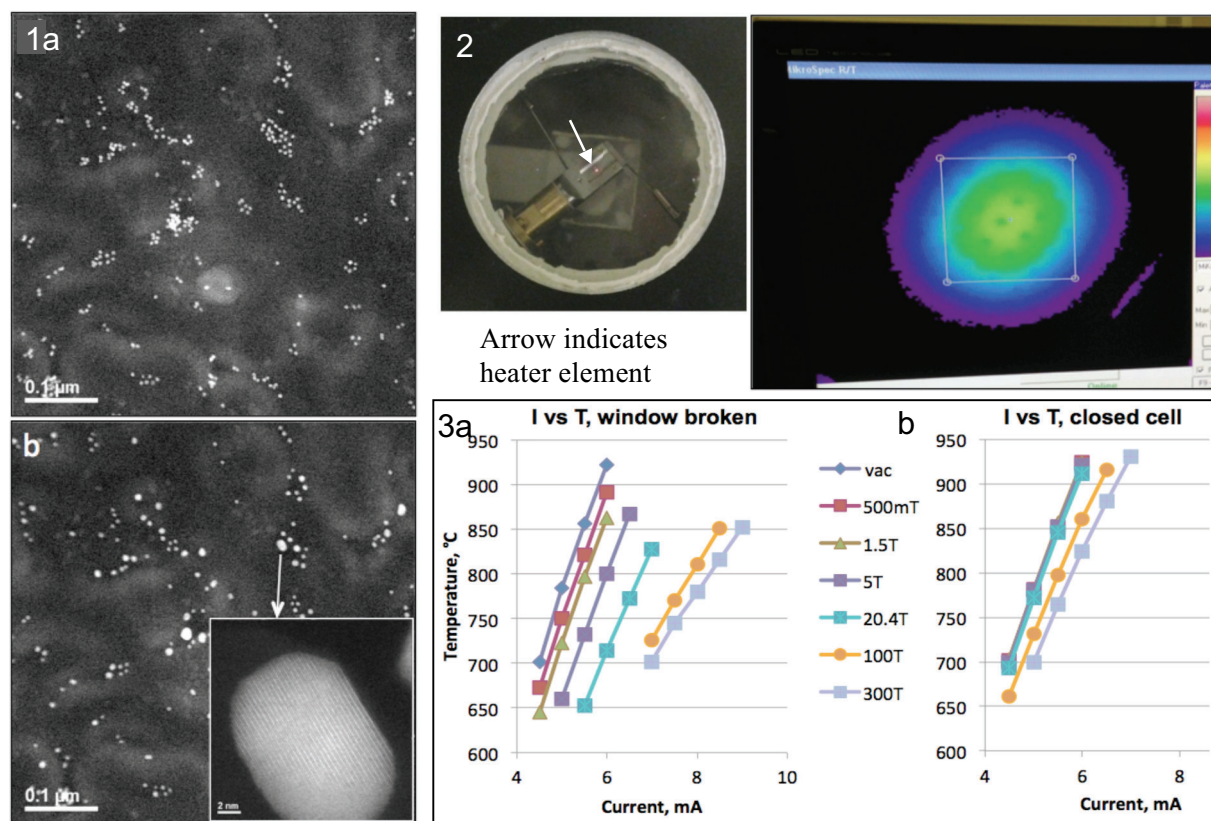 1a
0.1 µm
b
0.1 µm
2 nm
2
Arrow indicates
heater element
MikroSpec R/T
3a
I vs T, window broken
950
900
850
800
750
700
650
600
Temperature, °C
4
6
8
10
Current, mA
vac
500mT
1.5T
5T
20.4T
100T
300T
b
I vs T, closed cell
950
900
850
800
750
700
650
600
4
6
8
Current, mA